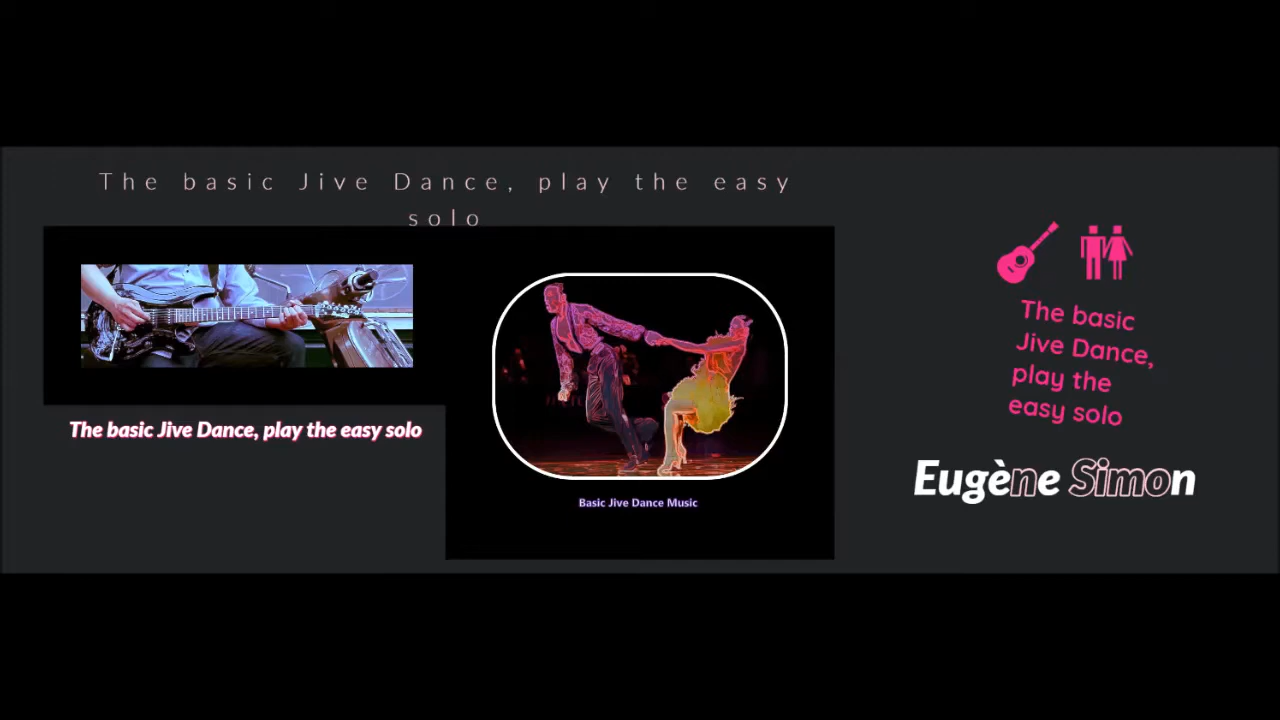 The basic Jive Dance, play the easy
solo
The basic Jive Dance, play the easy solo
Basic Jive Dance Music
The basic
Jive Dance,
play the
easy solo
Eugène Simon